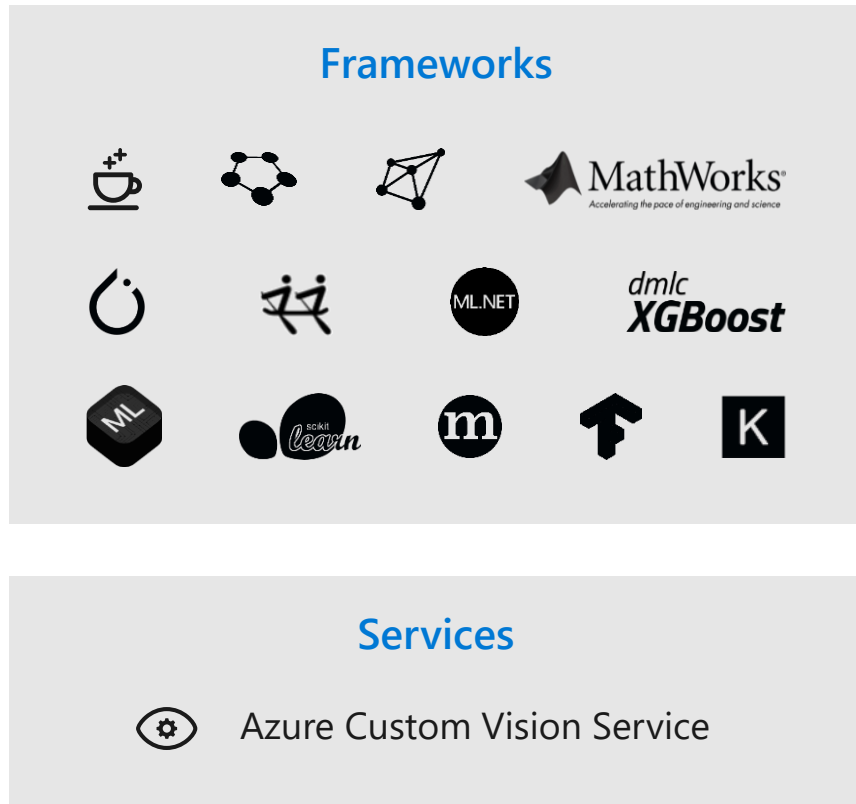 Frameworks
MathWorks®
Accelerating the pace of engineering and science
ML.NET
dmlc
XGBoost
ML
scikit
learn
m
K
Services
Azure Custom Vision Service